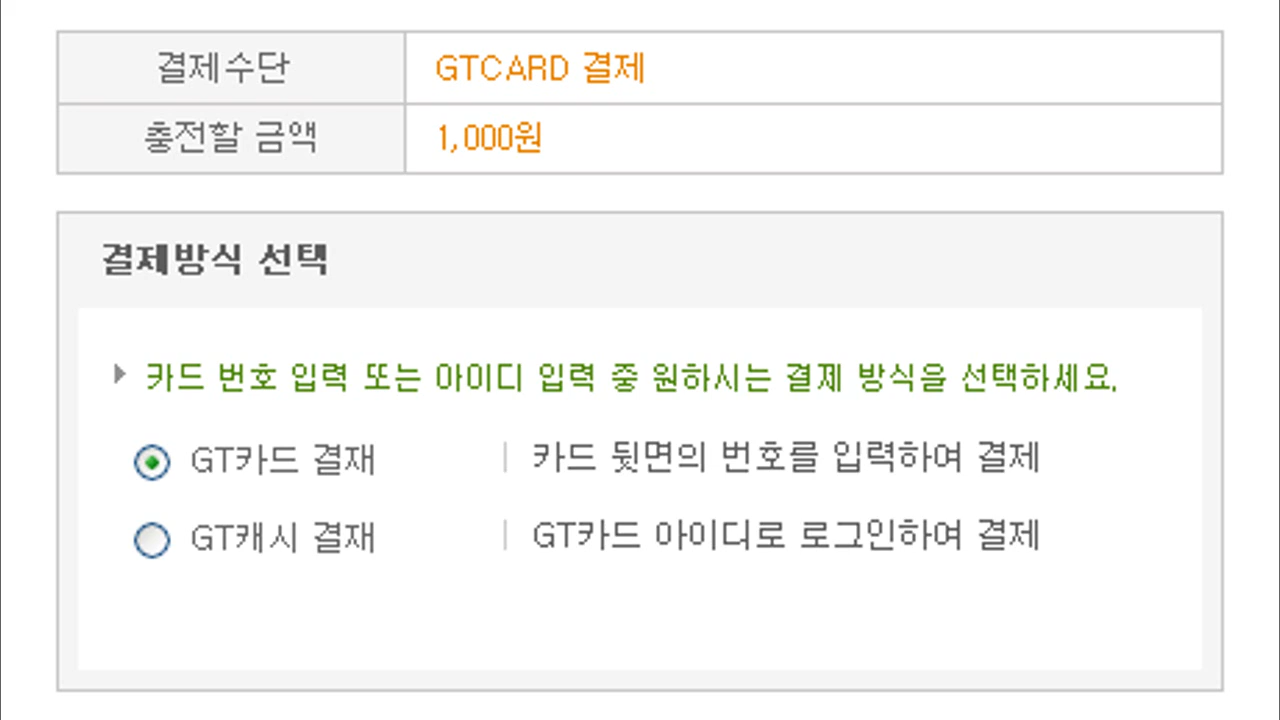 결제수단 GTCARD 결제
충전할 금액 1,000원
결제방식 선택
카드 번호 입력 또는 아이디 입력 중 원하시는 결제 방식을 선택하세요.
GT카드 결재 | 카드 뒷면의 번호를 입력하여 결제
GT캐시 결재 | GT카드 아이디로 로그인하여 결제